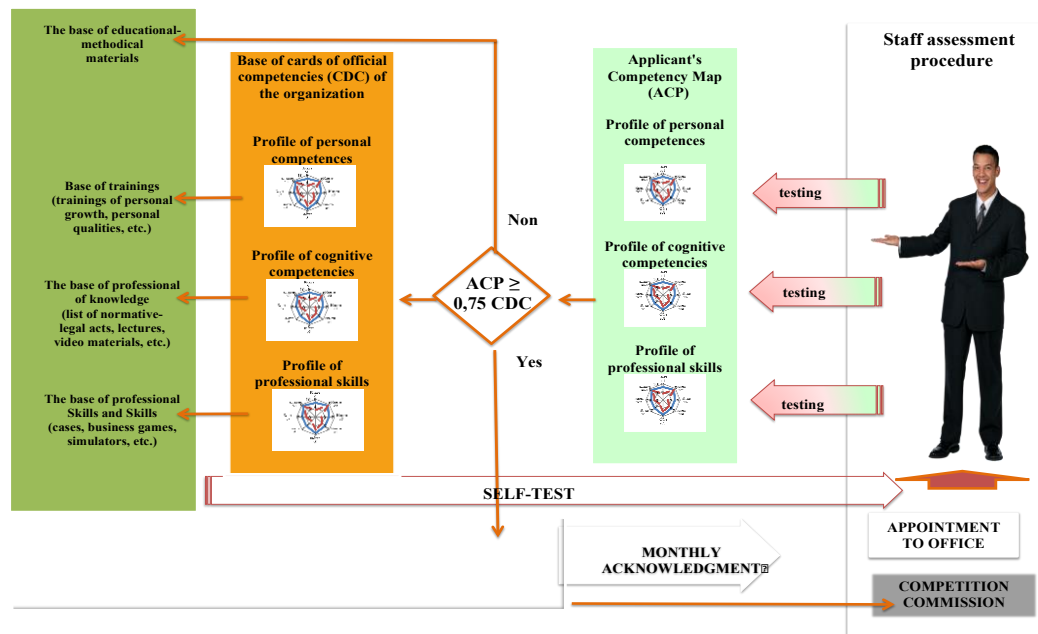 The base of educational-
methodical
materials
Base of trainings
(trainings of personal
growth, personal
qualities, etc.)
The base of professional
of knowledge
(list of normative-
legal acts, lectures,
video materials, etc.)
The base of professional
Skills and Skills
(cases, business games,
simulators, etc.)
Base of cards of official
competencies (CDC) of
the organization
Profile of personal
competences
Profile of cognitive
competencies
Profile of
professional skills
Non
ACP ≥
0,75 CDC
Yes
Applicant's
Competency Map
(ACP)
Profile of personal
competences
Profile of cognitive
competencies
Profile of
professional skills
testing
testing
testing
Staff assessment
procedure
SELF-TEST
MONTHLY
ACKNOWLEDGMENT
APPOINTMENT
TO OFFICE
COMPETITION
COMMISSION